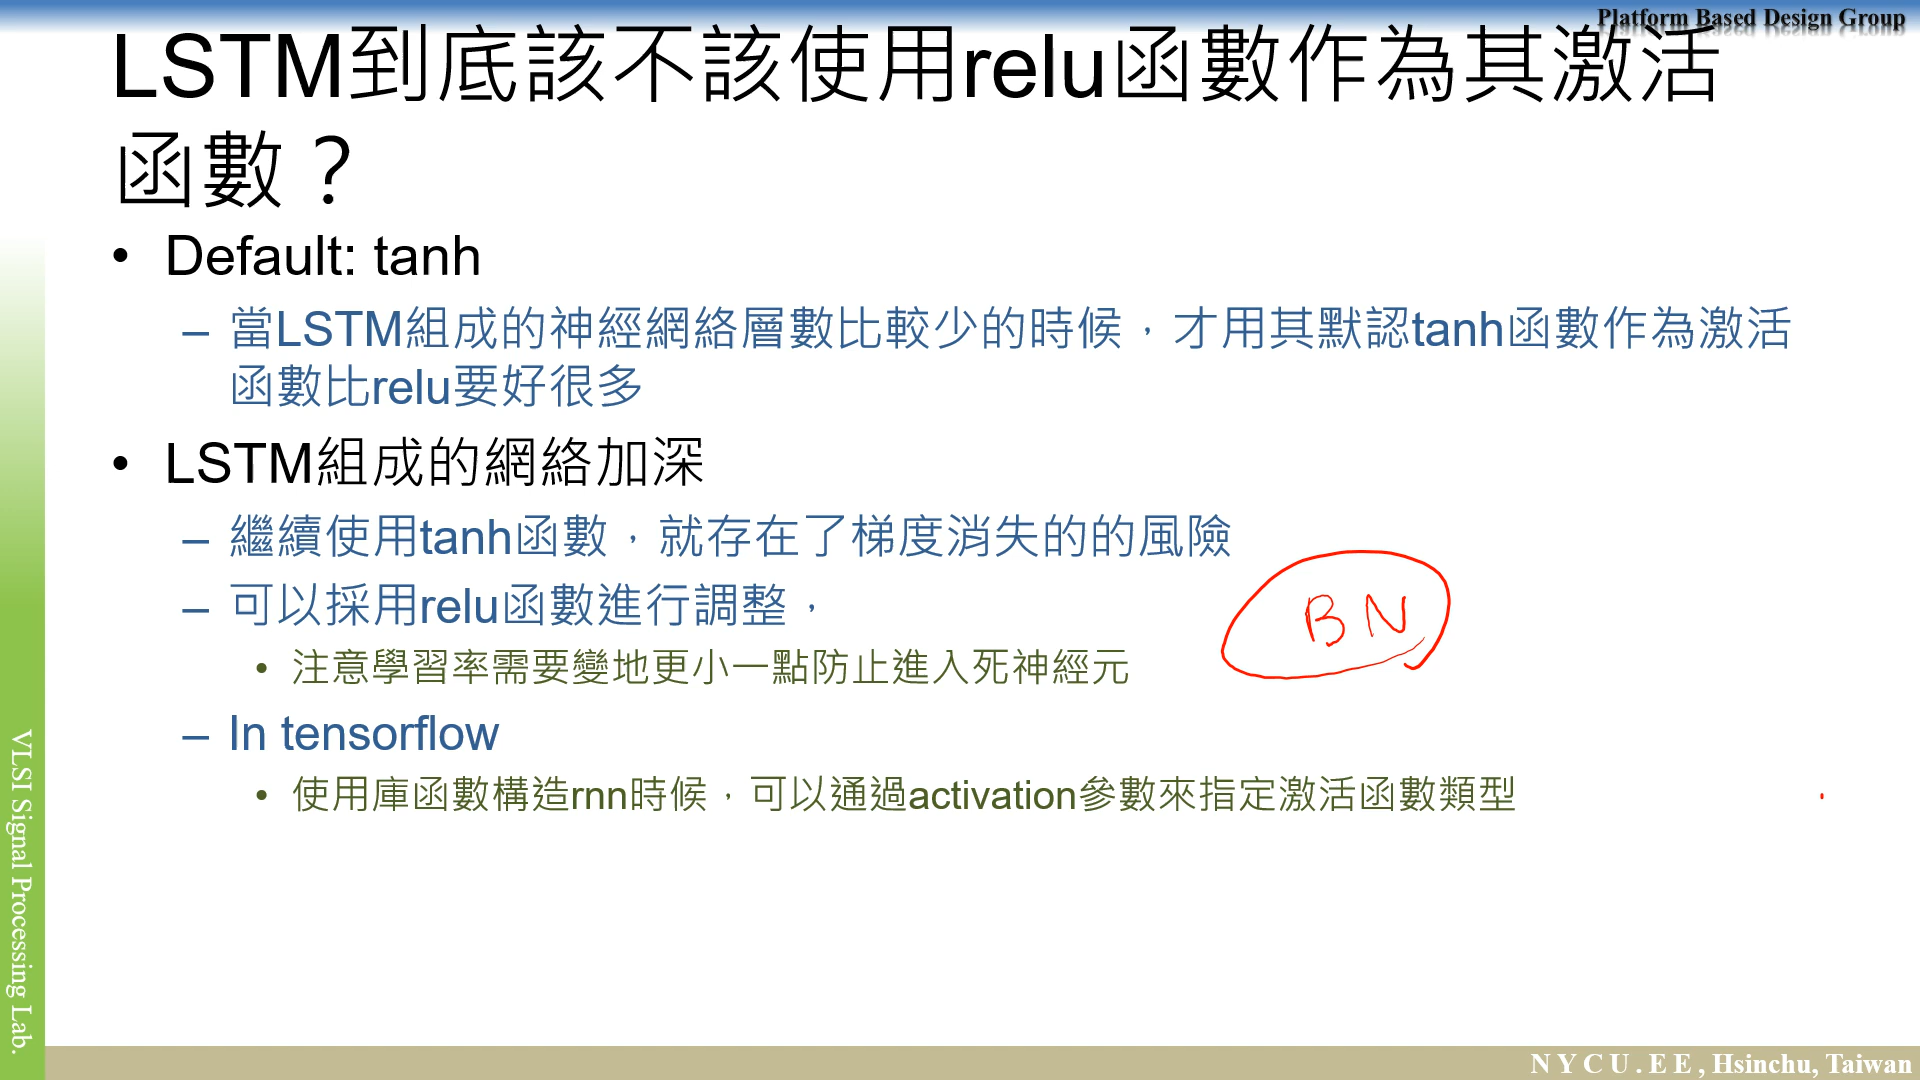 Platform Based Design Group
LSTM到底該不該使用relu函數作為其激活
函數？
• Default: tanh
– 當LSTM組成的神經網絡層數比較少的時候，才用其默認tanh函數作為激活
函數比relu要好很多
• LSTM組成的網絡加深
– 繼續使用tanh函數，就存在了梯度消失的的風險
– 可以採用relu函數進行調整，
BN
• 注意學習率需要變地更小一點防止進入死神經元
– In tensorflow
• 使用庫函數構造rnn時候，可以通過activation參數來指定激活函數類型
VLSI Signal Processing Lab.
NYCU.EE, Hsinchu, Taiwan